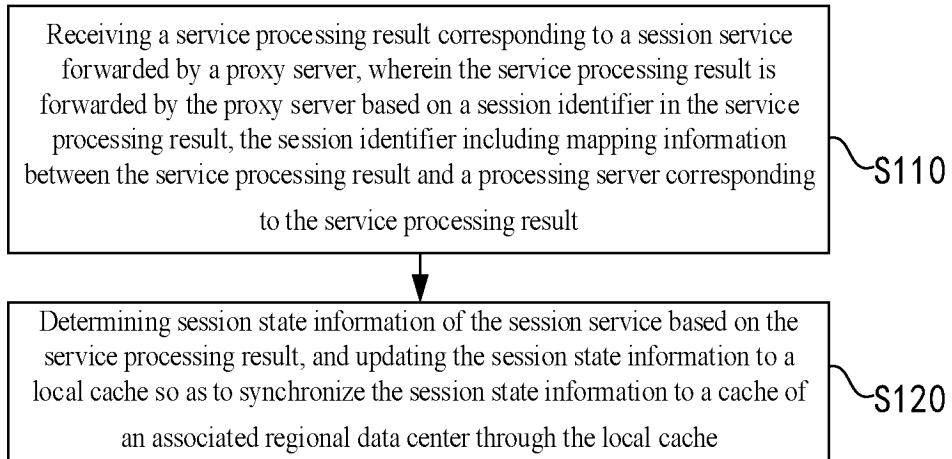 Receiving a service processing result corresponding to a session service
forwarded by a proxy server, wherein the service processing result is
forwarded by the proxy server based on a session identifier in the service
processing result, the session identifier including mapping information
between the service processing result and a processing server corresponding
to the service processing result
S110
Determining session state information of the session service based on the
service processing result, and updating the session state information to a
local cache so as to synchronize the session state information to a cache of
an associated regional data center through the local cache
S120